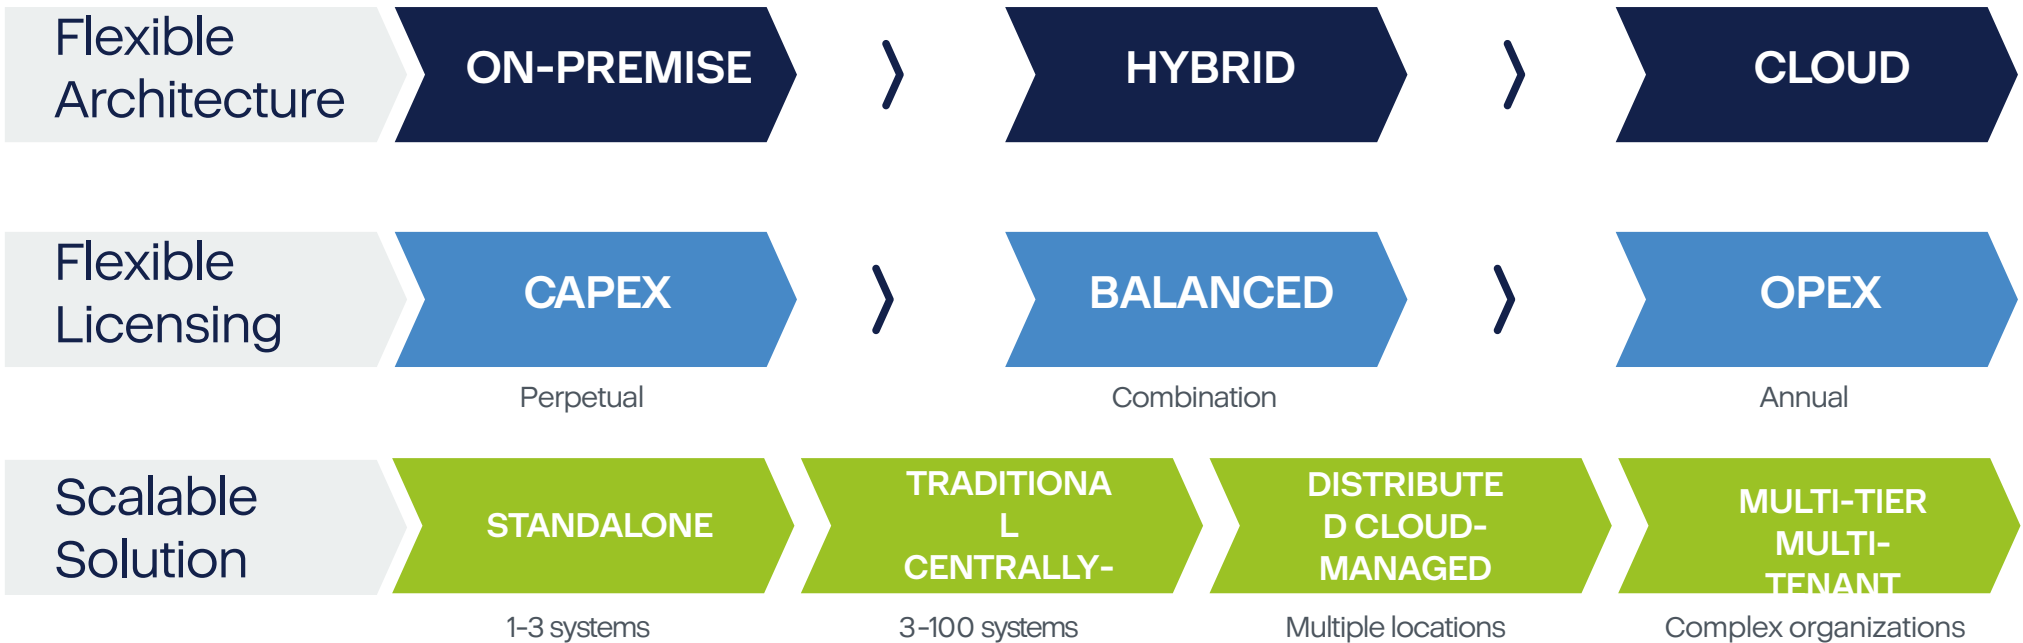 Flexible
Architecture
ON-PREMISE
HYBRID
CLOUD
Flexible
Licensing
CAPEX
BALANCED
OPEX
Perpetual
Combination
Annual
Scalable
Solution
STANDALONE
TRADITIONA
L
CENTRALLY-
DISTRIBUTE
D CLOUD-
MANAGED
MULTI-TIER
MULTI-
TENANT
1-3 systems
3-100 systems
Multiple locations
Complex organizations